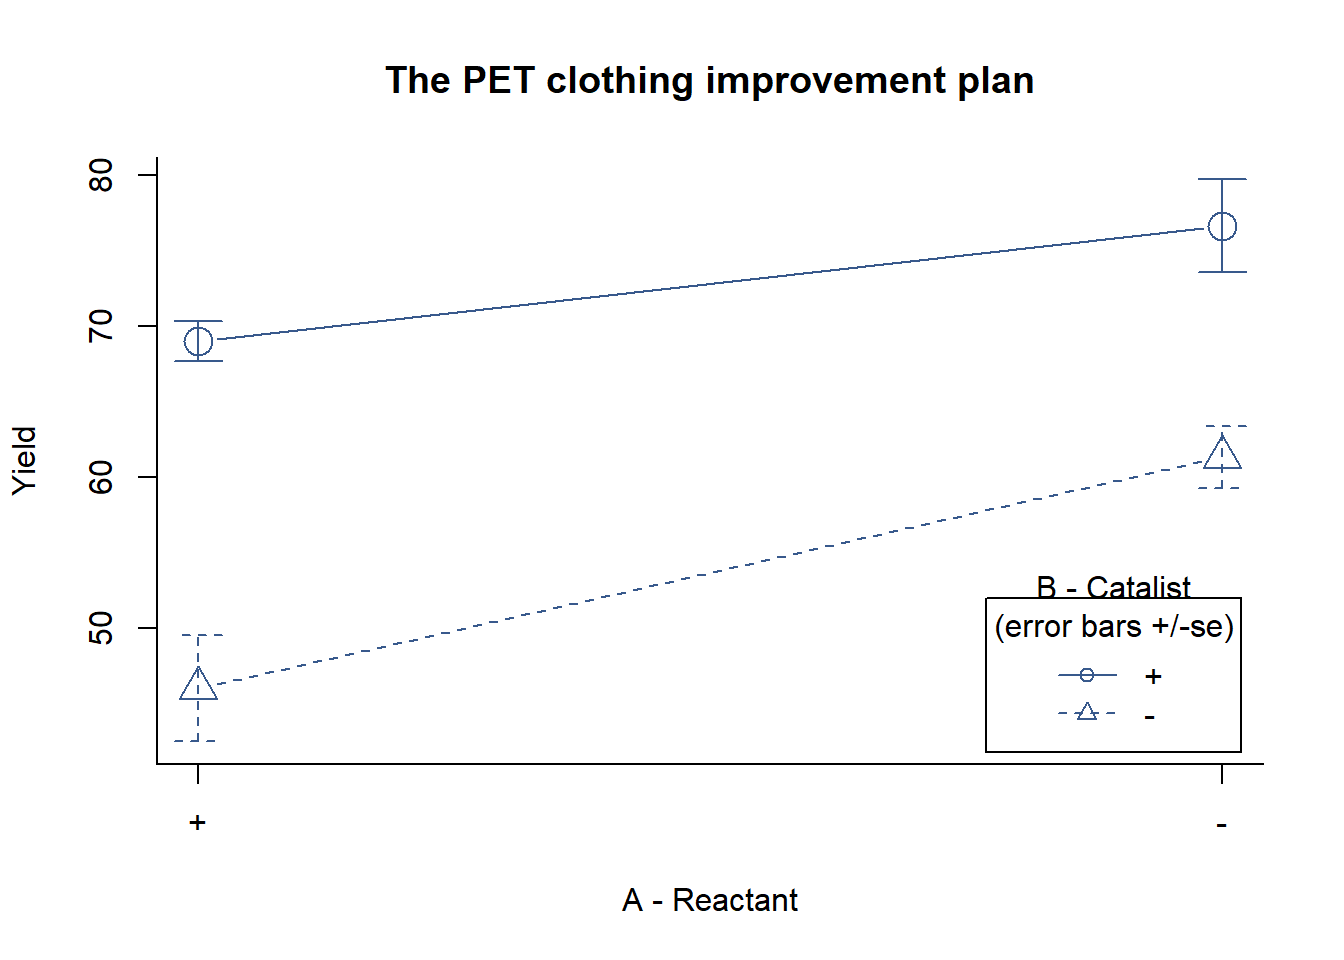 The PET clothing improvement plan
80
70
60
50
Yield
B - Catalist
(error bars +/-se)
+
-
+ -
A - Reactant